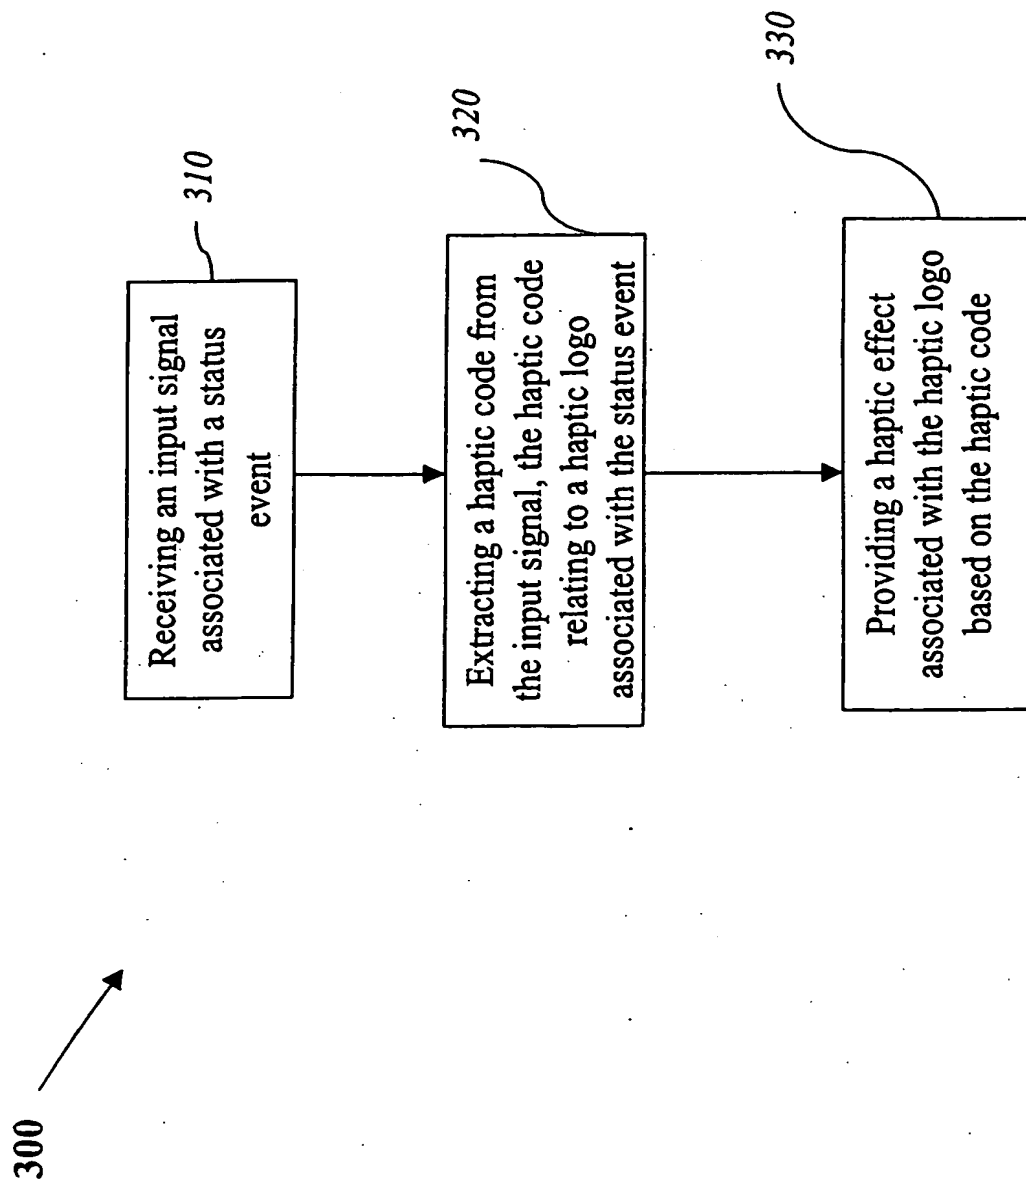 300
310
Receiving an input signal
associated with a status
event
320
Extracting a haptic code from
the input signal, the haptic code
relating to a haptic logo
associated with the status event
330
Providing a haptic effect
associated with the haptic logo
based on the haptic code